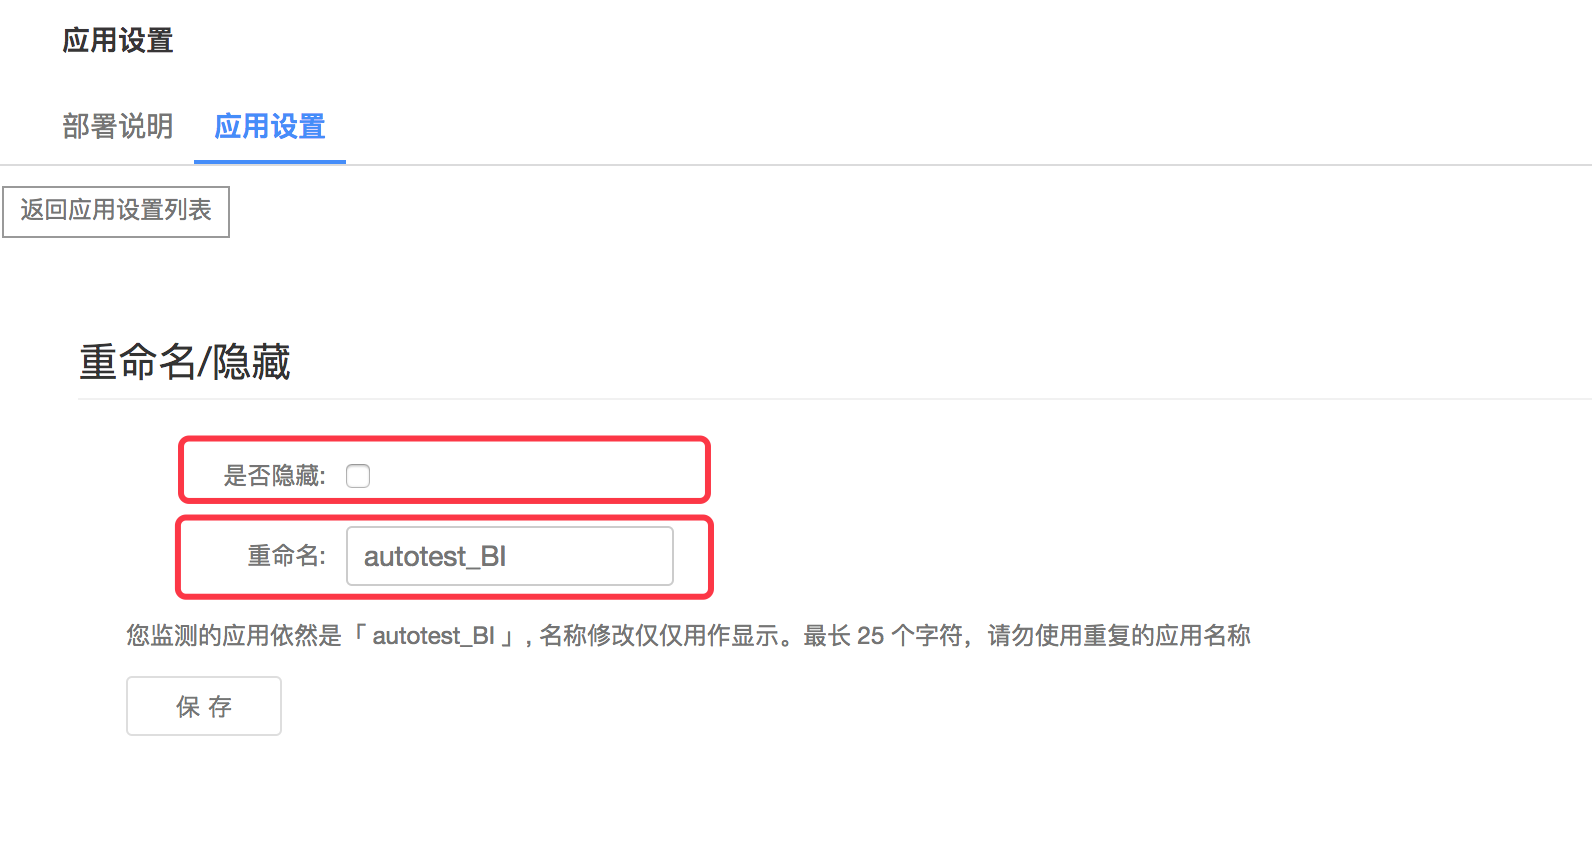 应用设置
部署说明 应用设置
返回应用设置列表
重命名/隐藏
是否隐藏:
重命名: autotest_BI
您监测的应用依然是「 autotest_BI 」, 名称修改仅仅用作显示。最长 25 个字符，请勿使用重复的应用名称
保 存